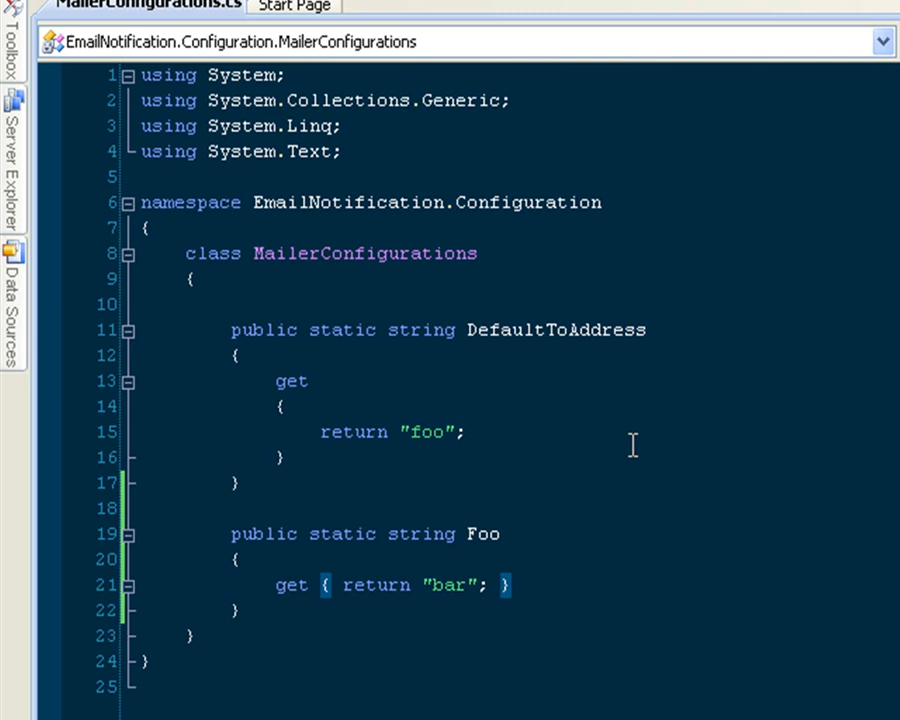 MailerConfigurations.cs
Start Page
Toolbox
Server Explorer
Data Sources
EmailNotification.Configuration.MailerConfigurations
1 using System;
2 using System.Collections.Generic;
3 using System.Linq;
4 using System.Text;
5
6 namespace EmailNotification.Configuration
7 {
8 class MailerConfigurations
9 {
10
11 public static string DefaultToAddress
12 {
13 get
14 {
15 return "foo";
16 }
17 }
18
19 public static string Foo
20 {
21 get { return "bar"; }
22 }
23 }
24 }
25